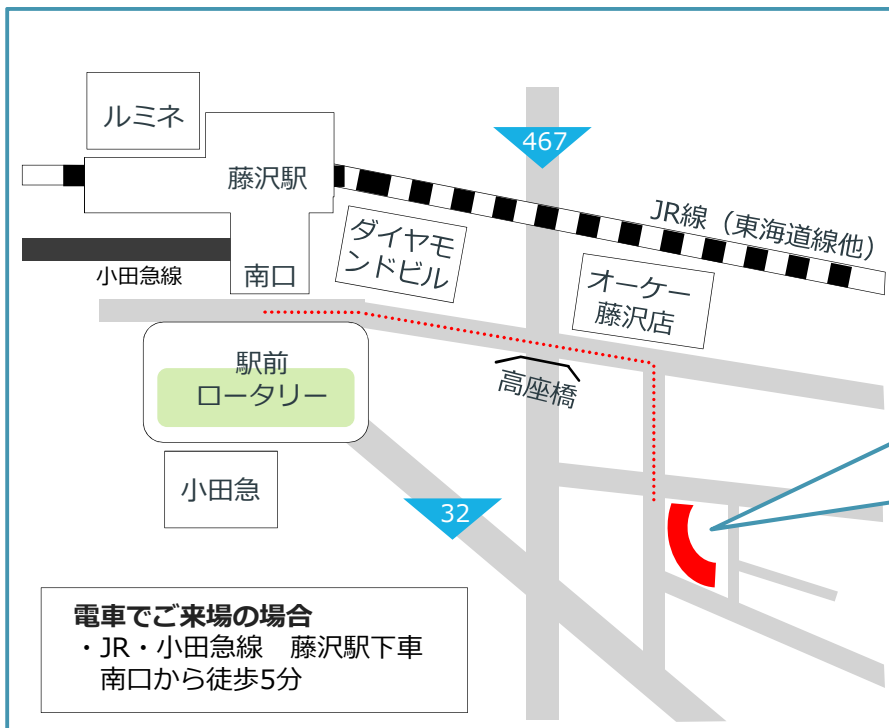 ルミネ
467
藤沢駅
JR線（東海道線他）
ダイヤモ
ンドビル
小田急線
南口
オーケー
藤沢店
駅前
ロータリー
高座橋
小田急
32
電車でご来場の場合
・JR・小田急線　藤沢駅下車
南口から徒歩5分